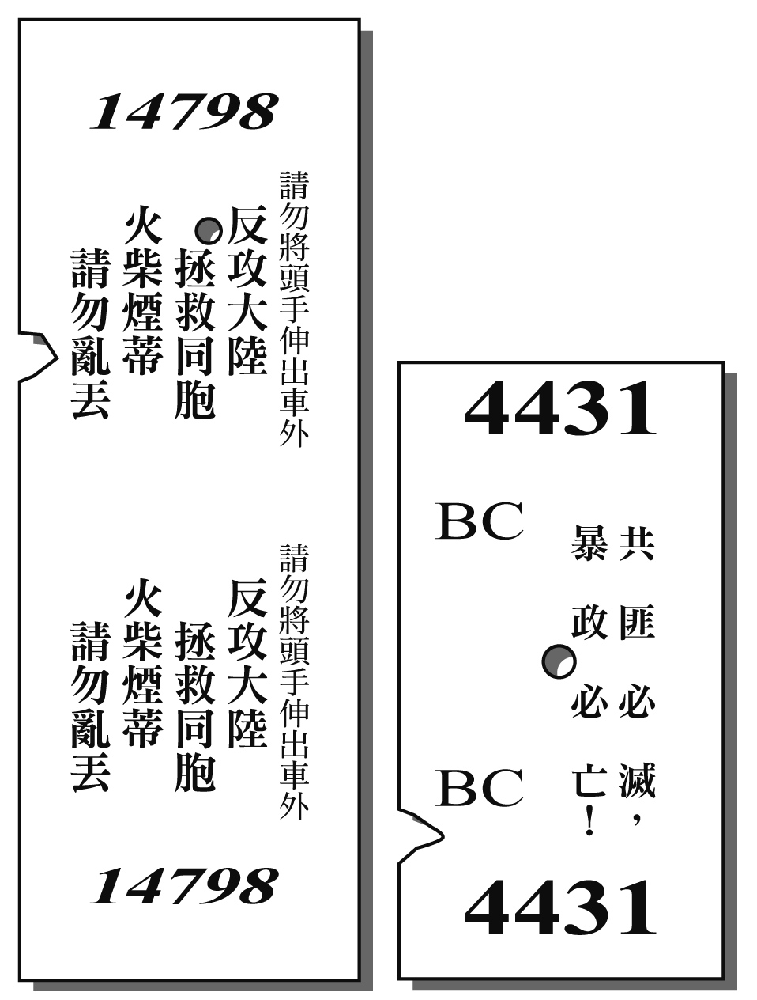 14798
請勿將頭手伸出車外
反攻大陸
拯救同胞
火柴煙蒂
請勿亂丟
請勿將頭手伸出車外
反攻大陸
拯救同胞
火柴煙蒂
請勿亂丟
14798
4431
BC
共匪必滅，
暴政必亡！
BC
4431